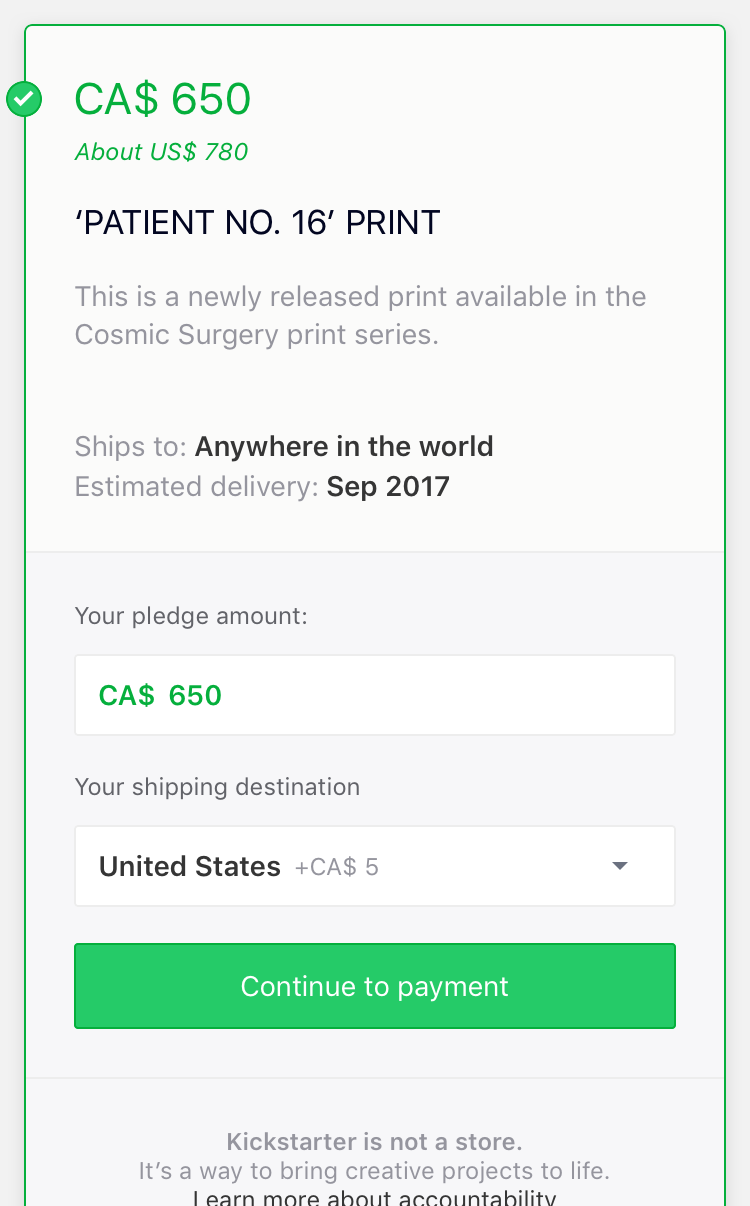 CA$ 650
About US$ 780
‘PATIENT NO. 16’ PRINT
This is a newly released print available in the
Cosmic Surgery print series.
Ships to: Anywhere in the world
Estimated delivery: Sep 2017
Your pledge amount:
CA$ 650
Your shipping destination
United States +CA$ 5
Continue to payment
Kickstarter is not a store.
It’s a way to bring creative projects to life.
Learn more about accountability